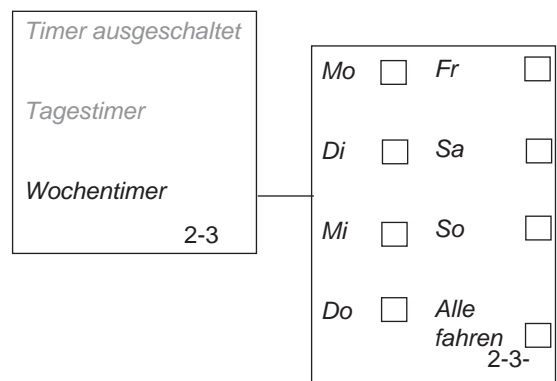 Timer ausgeschaltet
Tagestimer
Wochentimer
2-3
Mo Fr
Di Sa
Mi So
Do Alle
fahren
2-3-